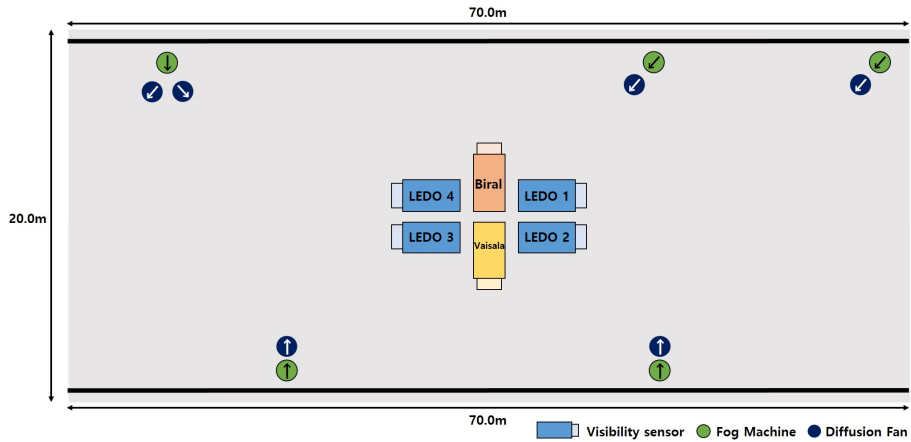 70.0m
20.0m
Biral
LEDO 4
LEDO 1
LEDO 3
Vaisala
LEDO 2
70.0m
Visibility sensor
Fog Machine
Diffusion Fan